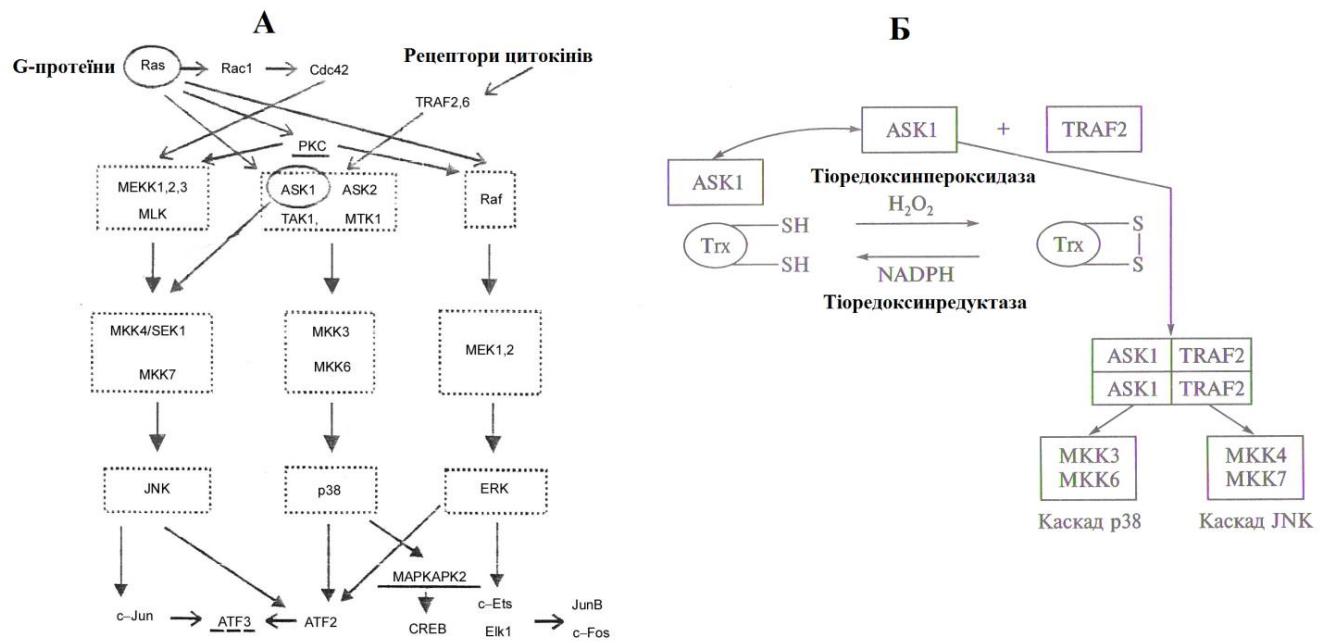 А
G-протеїни
Ras
Rac1
Cdc42
Рецептори цитокінів
TRAF2,6
PKC
MEKK1,2,3
MLK
ASK1
ASK2
TAK1,
MTK1
Raf
MKK4/SEK1
MKK7
MKK3
MKK6
MEK1,2
JNK
p38
ERK
MAPKAPK2
c–Jun
ATF3
ATF2
CREB
c–Ets
Elk1
JunB
c–Fos
Б
ASK1
+
TRAF2
ASK1
Тіоредоксинпероксидаза
H₂O₂
Trx
SH
SH
NADPH
Тіоредоксинредуктаза
Trx
S
S
ASK1
TRAF2
ASK1
TRAF2
MKK3
MKK6
MKK4
MKK7
Каскад p38
Каскад JNK